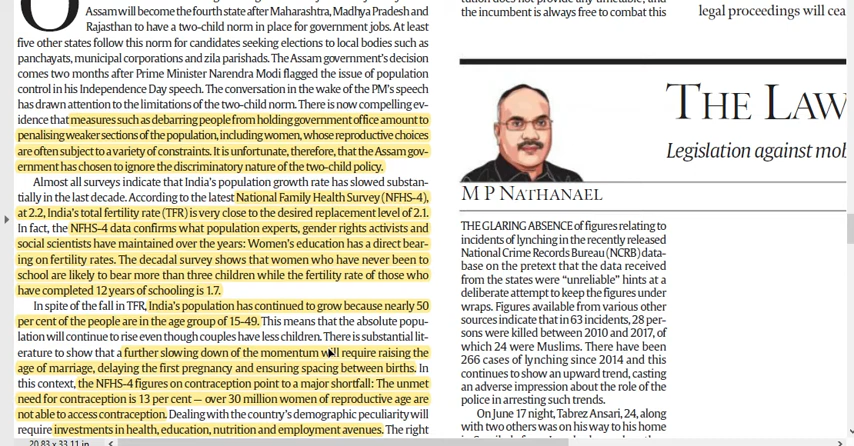 O
Assam will become the fourth state after Maharashtra, Madhya Pradesh and
Rajasthan to have a two-child norm in place for government jobs. At least
five other states follow this norm for candidates seeking elections to local bodies such as
panchayats, municipal corporations and zila parishads. The Assam government's decision
comes two months after Prime Minister Narendra Modi flagged the issue of population
control in his Independence Day speech. The conversation in the wake of the PM's speech
has drawn attention to the limitations of the two-child norm. There is now compelling ev-
idence that measures such as debarring people from holding government office amount to
penalising weaker sections of the population, including women, whose reproductive choices
are often subject to a variety of constraints. It is unfortunate, therefore, that the Assam gov-
ernment has chosen to ignore the discriminatory nature of the two-child policy.
Almost all surveys indicate that India's population growth rate has slowed substan-
tially in the last decade. According to the latest National Family Health Survey (NFHS-4),
at 2.2, India's total fertility rate (TFR) is very close to the desired replacement level of 2.1.
In fact, the NFHS-4 data confirms what population experts, gender rights activists and
social scientists have maintained over the years: Women's education has a direct bear-
ing on fertility rates. The decadal survey shows that women who have never been to
school are likely to bear more than three children while the fertility rate of those who
have completed 12 years of schooling is 1.7.
In spite of the fall in TFR, India's population has continued to grow because nearly 50
per cent of the people are in the age group of 15-49. This means that the absolute popu-
lation will continue to rise even though couples have less children. There is substantial lit-
erature to show that a further slowing down of the momentum will require raising the
age of marriage, delaying the first pregnancy and ensuring spacing between births. In
this context, the NFHS-4 figures on contraception point to a major shortfall: The unmet
need for contraception is 13 per cent — over 30 million women of reproductive age are
not able to access contraception. Dealing with the country's demographic peculiarity will
require investments in health, education, nutrition and employment avenues. The right
20.83 x 33.11 in
the incumbent is always free to combat this
legal proceedings will cea
THE LAW
Legislation against mob
M P NATHANAEL
THE GLARING ABSENCE of figures relating to
incidents of lynching in the recently released
National Crime Records Bureau (NCRB) data-
base on the pretext that the data received
from the states were "unreliable" hints at a
deliberate attempt to keep the figures under
wraps. Figures available from various other
sources indicate that in 63 incidents, 28 per-
sons were killed between 2010 and 2017, of
which 24 were Muslims. There have been
266 cases of lynching since 2014 and this
continues to show an upward trend, casting
an adverse impression about the role of the
police in arresting such trends.
On June 17 night, Tabrez Ansari, 24, along
with two others was on his way to his home